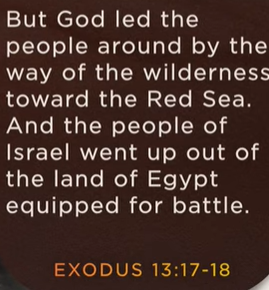 But God led the
people around by the
way of the wilderness
toward the Red Sea.
And the people of
Israel went up out of
the land of Egypt
equipped for battle.
EXODUS 13:17-18